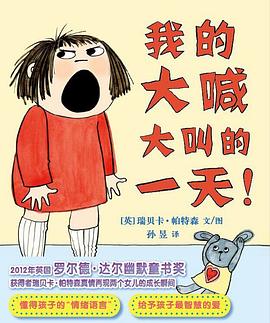 我的
大喊
大叫的
一天！
[英]瑞贝卡·帕特森 文/图
孙昱 译
2012年英国 罗尔德·达尔幽默童书奖
获得者瑞贝卡·帕特森真情再现两个女儿的成长瞬间
懂得孩子的“情绪语言”
给予孩子最智慧的爱